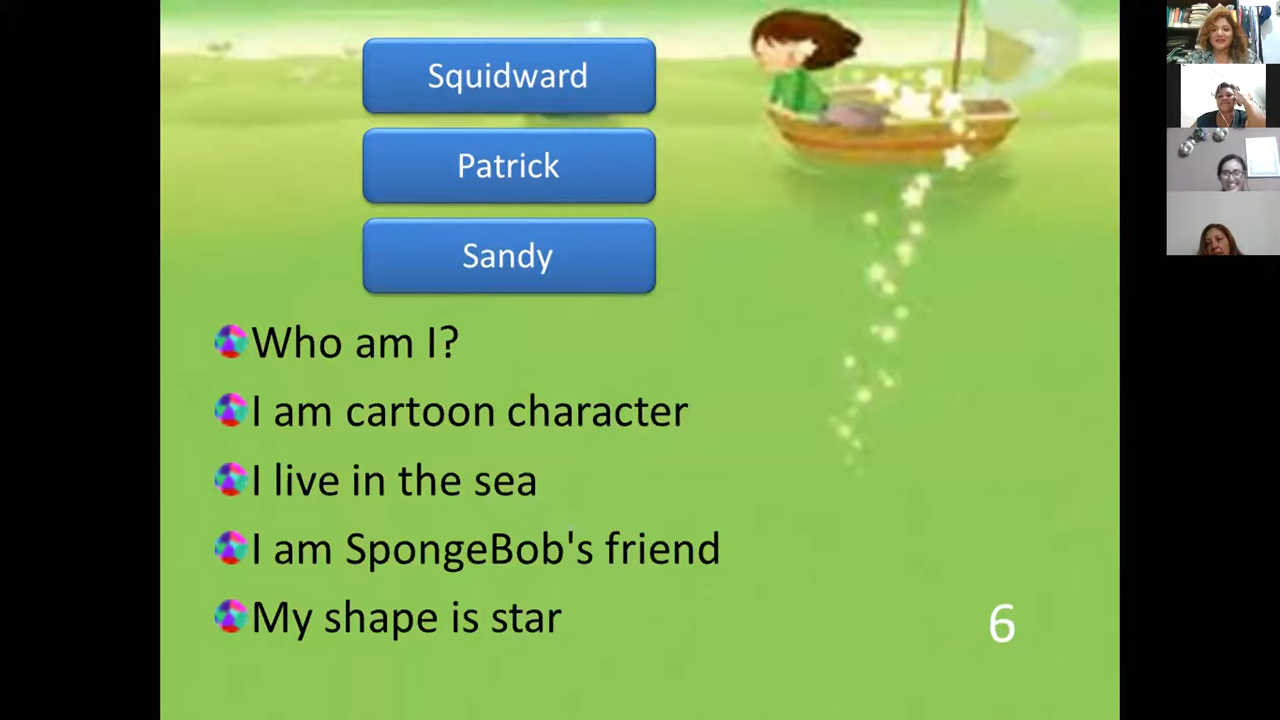 Squidward
Patrick
Sandy
Who am I?
I am cartoon character
I live in the sea
I am SpongeBob's friend
My shape is star
6